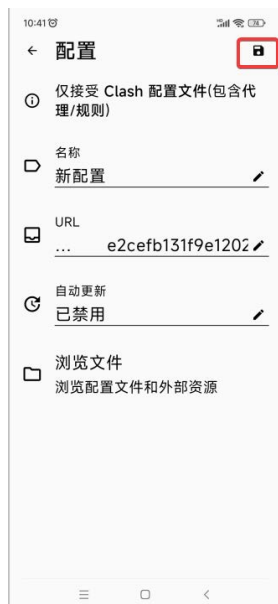 10:41
74
配置
仅接受 Clash 配置文件(包含代
理/规则)
名称
新配置
URL
... e2cefb131f9e1202
自动更新
已禁用
浏览文件
浏览配置文件和外部资源